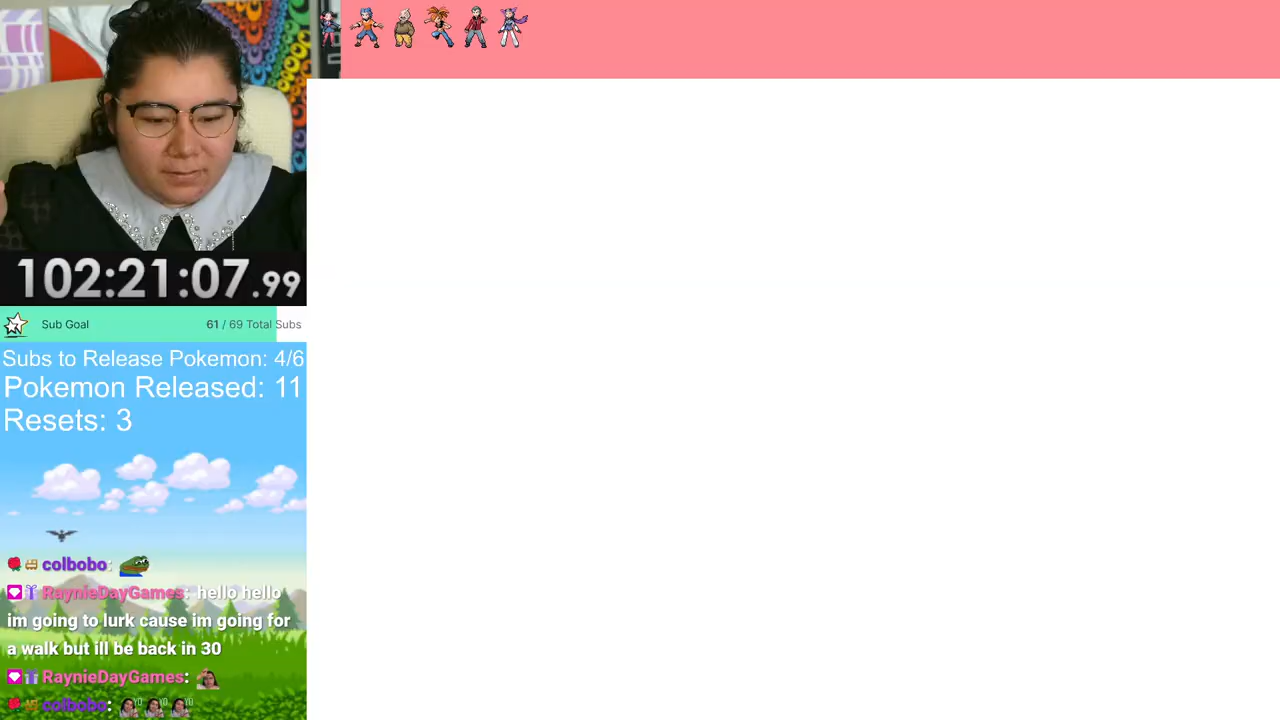 102:21:07.99
Sub Goal 61 / 69 Total Subs
Subs to Release Pokemon: 4/6
Pokemon Released: 11
Resets: 3
colbobo:
RaynieDayGames: hello hello
im going to lurk cause im going for
a walk but ill be back in 30
RaynieDayGames:
colbobo: